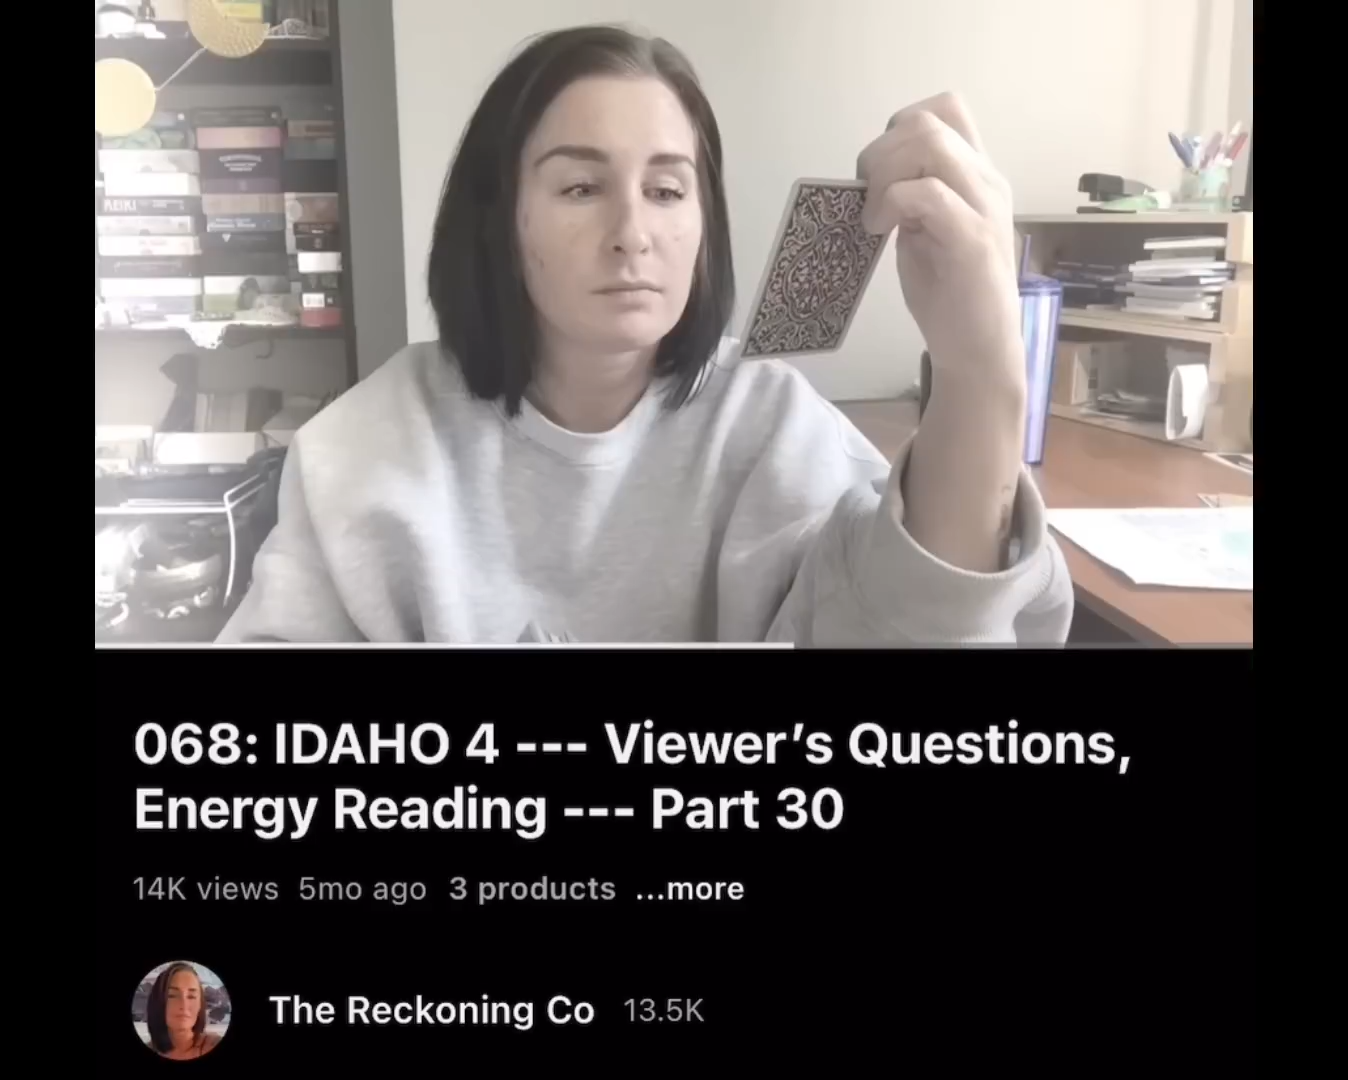 REIKI
068: IDAHO 4 --- Viewer’s Questions,
Energy Reading --- Part 30
14K views 5mo ago 3 products ...more
The Reckoning Co 13.5K